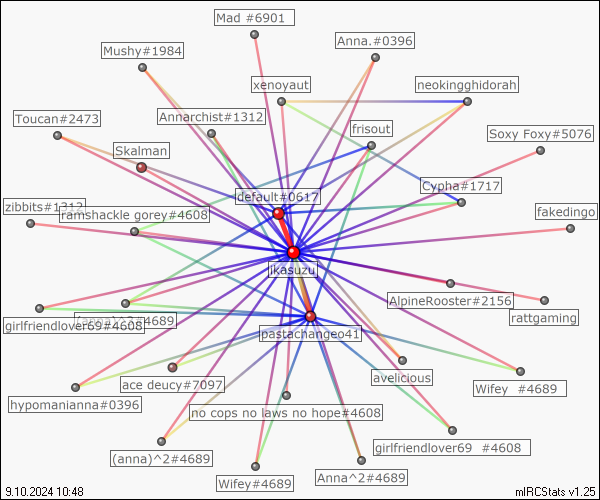 Mad #6901
Anna.#0396
Mushy#1984
xenoyaut
neokingghidorah
Toucan#2473
Annarchist#1312
frisout
Soxy Foxy#5076
Skalman
Cypha#1717
default#0617
zibbits#1312
ramshackle gorey#4608
fakedingo
jkasuzu
AlpineRooster#2156
rattgaming
girlfriendlover69#4608
#4689
pastachangeo41
avelicious
ace deucy#7097
Wifey #4689
hypomanianna#0396
no cops no laws no hope#4608
girlfriendlover69 #4608
(anna)^2#4689
Wifey#4689
Anna^2#4689
9.10.2024 10:48
mIRCStats v1.25